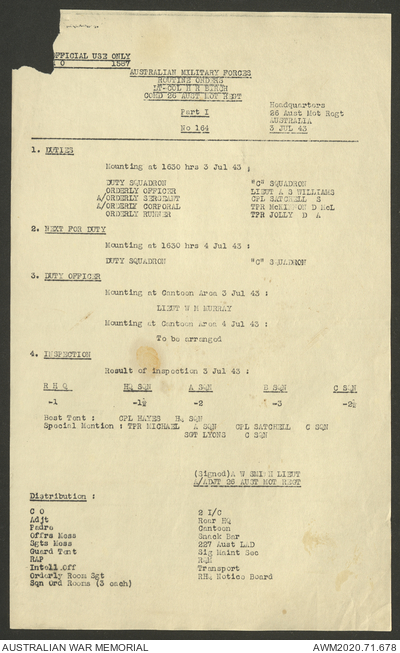 OFFICIAL USE ONLY
O 1587
AUSTRALIAN MILITARY FORCES
ROUTINE ORDERS
LT-COL H R BIRCH
COMD 26 AUST MOT REGT
Headquarters
Part I
26 Aust Mot Regt
AUSTRALIA
No 164
3 JUL 43
1. DUTIES
Mounting at 1630 hrs 3 Jul 43 ;
DUTY SQUADRON "C" SQUADRON
ORDERLY OFFICER LIEUT A S WILLIAMS
A/ORDERLY SERGEANT CPL SATCHELL S
A/ORDERLY CORPORAL TPR McKINNON D McL
ORDERLY RUNNER TPR JOLLY D A
2. NEXT FOR DUTY
Mounting at 1630 hrs 4 Jul 43 :
DUTY SQUADRON "C" SQUADRON
3. DUTY OFFICER
Mounting at Canteen Area 3 Jul 43 :
LIEUT W H MURRAY
Mounting at Canteen Area 4 Jul 43 :
To be arranged
4. INSPECTION
Result of inspection 3 Jul 43 :
R H Q HQ SQN A SQN B SQN C SQN
-1 -1½ -2 -3 -2½
Best Tent : CPL HAYES HQ SQN
Special Mention : TPR MICHAEL A SQN CPL SATCHELL C SQN
SGT LYONS C SQN
(Signed) A W LIEUT
A/ADJT 26 AUST MOT REGT
Distribution :
C O 2 I/C
Adjt Rear HQ
Padre Canteen
Offrs Mess Snack Bar
Sgts Mess 227 Aust LAD
Guard Tent Sig Maint Sec
RAP RQM
Intell Off Transport
Orderly Room Sgt RHQ Notice Board
Sqn Ord Rooms (3 each)
AUSTRALIAN WAR MEMORIAL AWM2020.71.678